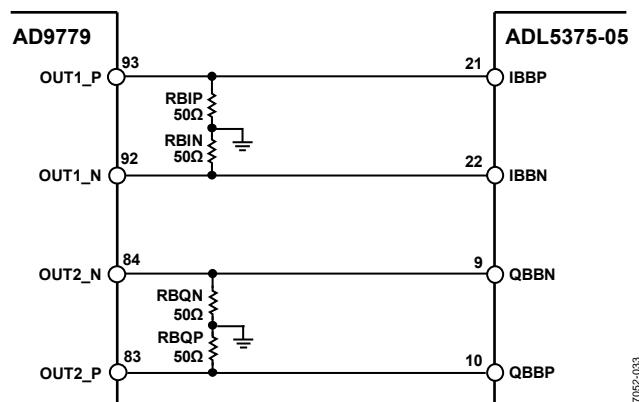 AD9779
ADL5375-05
OUT1_P
93
21
IBBP
RBIP
50Ω
RBIN
50Ω
OUT1_N
92
22
IBBN
OUT2_N
84
9
QBBN
RBQN
50Ω
RBQP
50Ω
OUT2_P
83
10
QBBP
7052-033